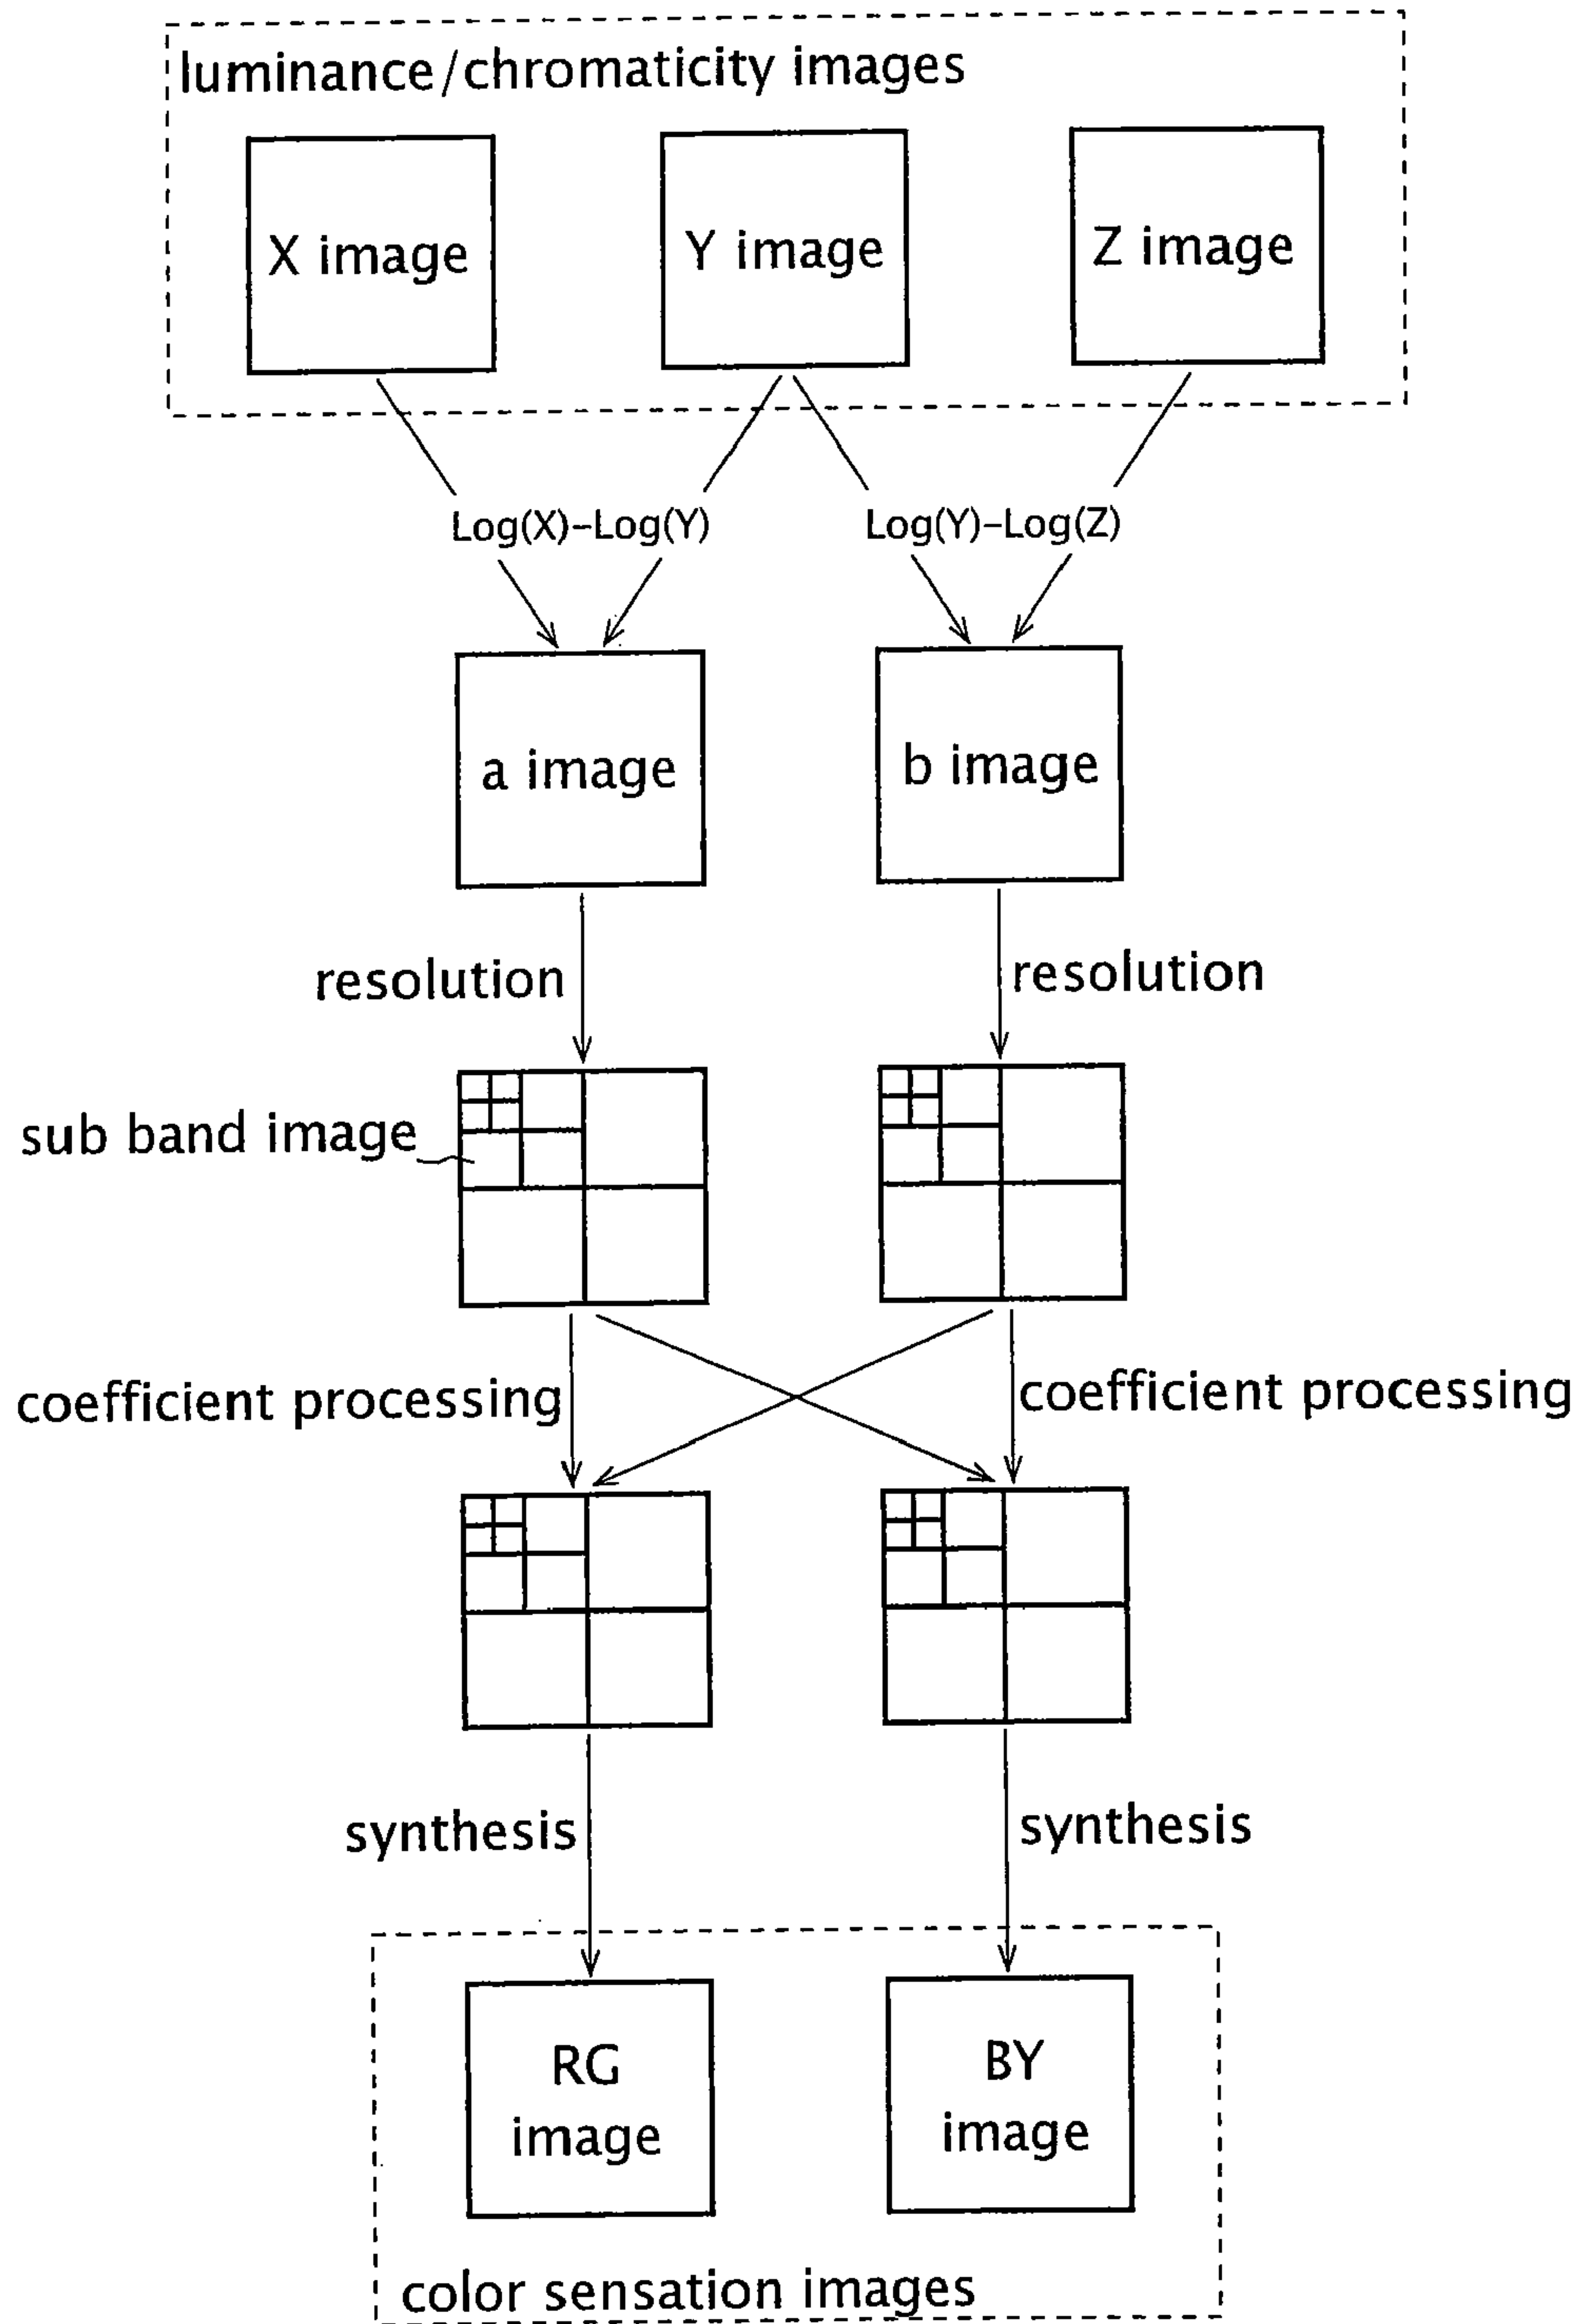 luminance/chromaticity images
X image
Y image
Z image
Log(X)-Log(Y)
Log(Y)-Log(Z)
a image
b image
resolution
resolution
sub band image
coefficient processing
coefficient processing
synthesis
synthesis
RG
image
BY
image
color sensation images